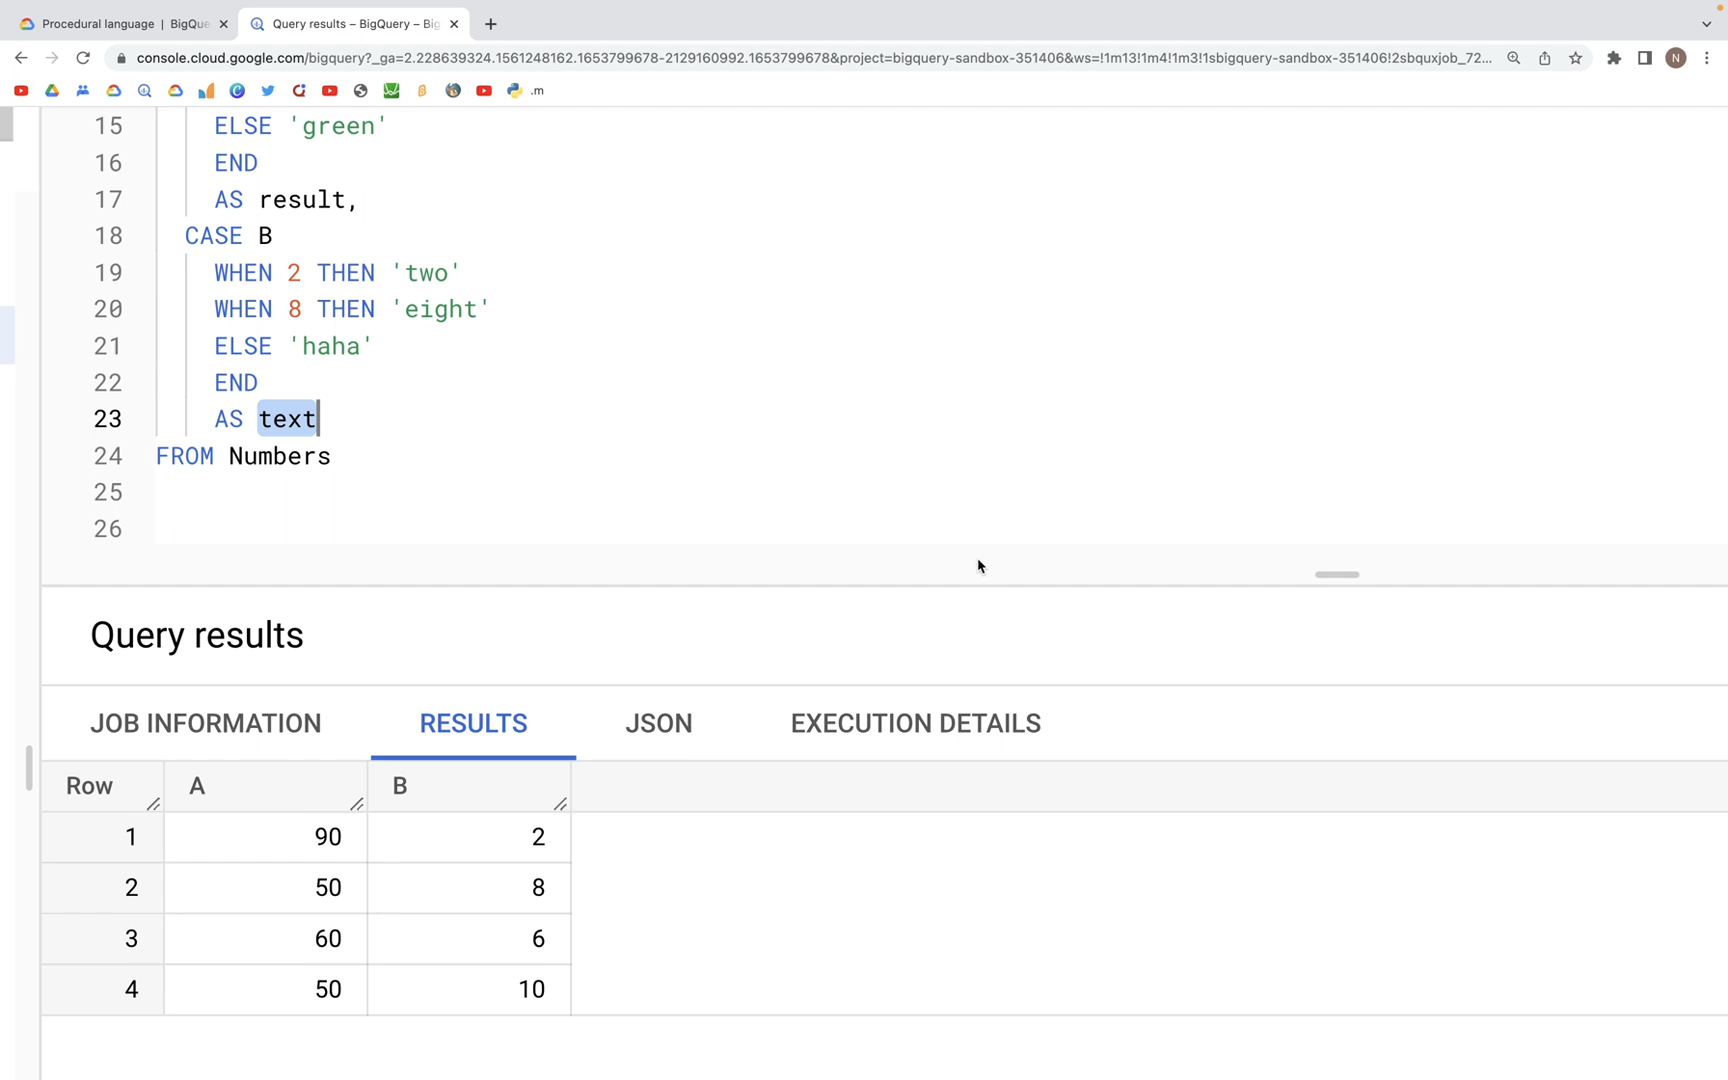 Procedural language | BigQue
Query results – BigQuery – Big
console.cloud.google.com/bigquery?_ga=2.228639324.1561248162.1653799678-2129160992.1653799678&project=bigquery-sandbox-351406&ws=!1m13!1m4!1m3!1sbigquery-sandbox-351406!2sbquxjob_72...
N
.m
15 ELSE 'green'
16 END
17 AS result,
18 CASE B
19 WHEN 2 THEN 'two'
20 WHEN 8 THEN 'eight'
21 ELSE 'haha'
22 END
23 AS text
24 FROM Numbers
25
26
Query results
JOB INFORMATION RESULTS JSON EXECUTION DETAILS
Row A B
1 90 2
2 50 8
3 60 6
4 50 10